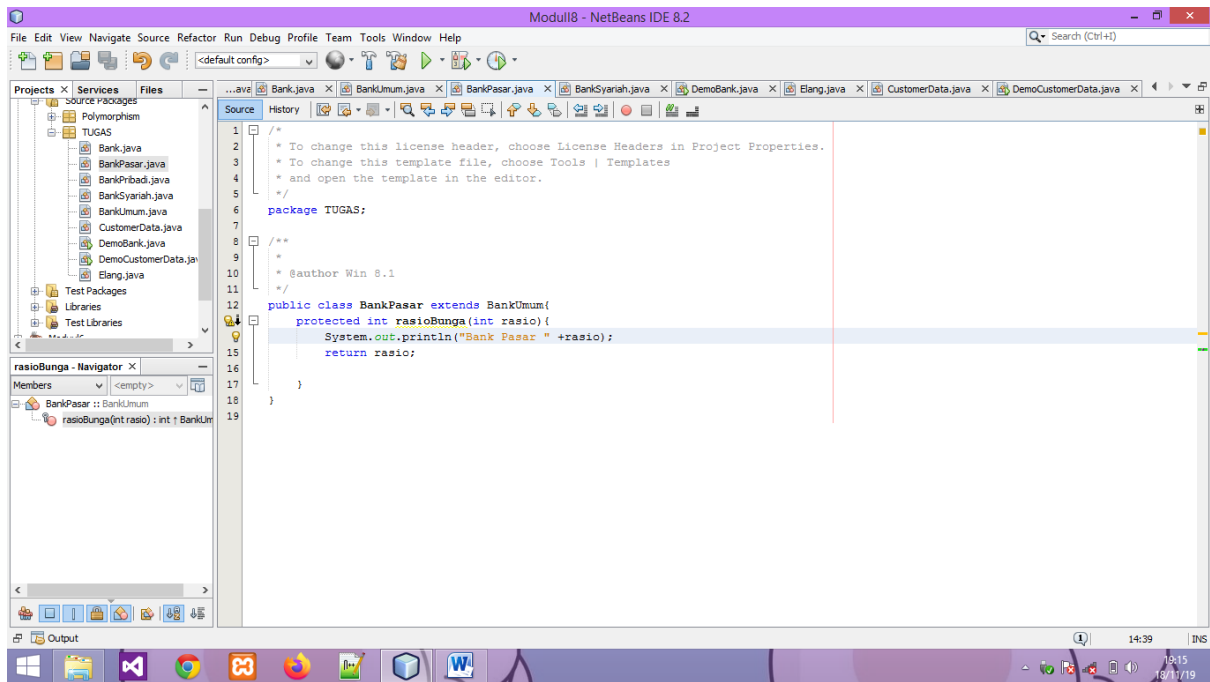 Modull8 - NetBeans IDE 8.2
File Edit View Navigate Source Refactor Run Debug Profile Team Tools Window Help
Search (Ctrl+I)
<default config>
Projects Services Files
...ava Bank.java BankUmum.java BankPasar.java BankSyariah.java DemoBank.java Elang.java CustomerData.java DemoCustomerData.java
Source History
Source Packages
Polymorphism
TUGAS
Bank.java
BankPasar.java
BankPribadi.java
BankSyariah.java
BankUmum.java
CustomerData.java
DemoBank.java
DemoCustomerData.jav
Elang.java
Test Packages
Libraries
Test Libraries
rasioBunga - Navigator
Members <empty>
BankPasar :: BankUmum
rasioBunga(int rasio) : int ↑ BankUm
1 /*
2 * To change this license header, choose License Headers in Project Properties.
3 * To change this template file, choose Tools | Templates
4 * and open the template in the editor.
5 */
6 package TUGAS;
7
8 /**
9 *
10 * @author Win 8.1
11 */
12 public class BankPasar extends BankUmum{
protected int rasioBunga(int rasio){
System.out.println("Bank Pasar " +rasio);
15 return rasio;
16
17 }
18 }
19
Output
1 14:39 INS
19:15
18/11/19